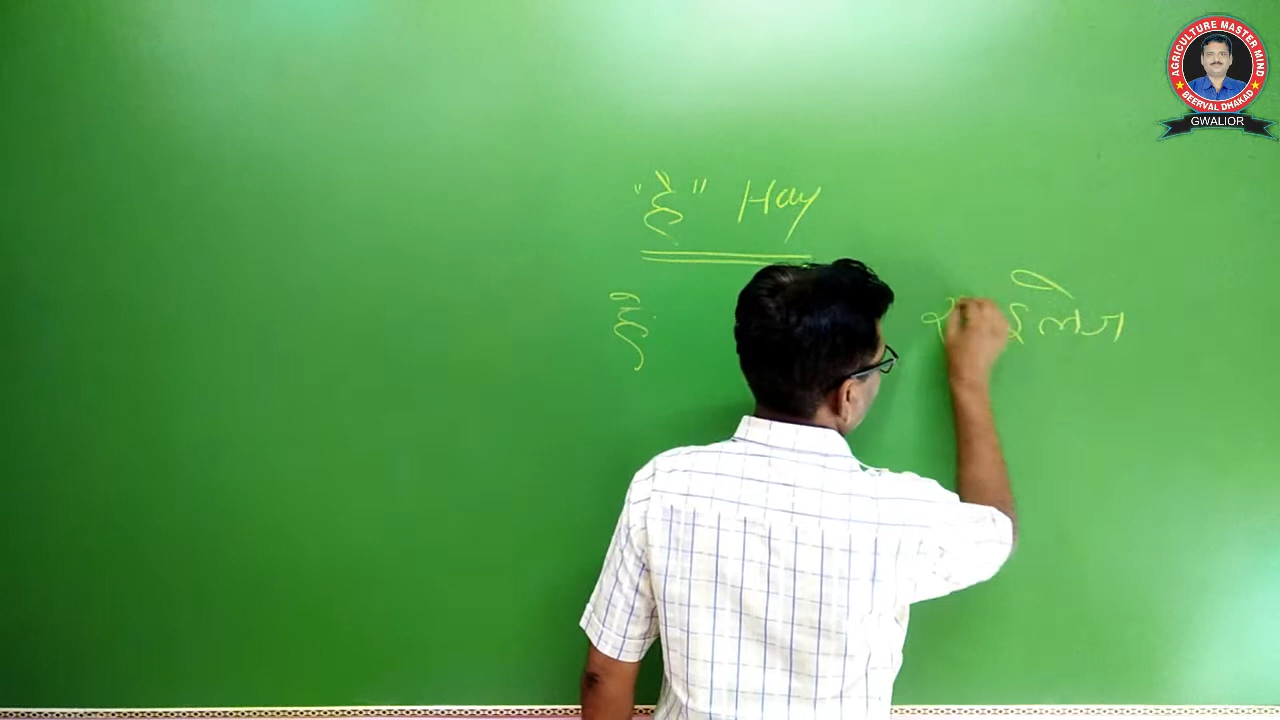 AGRICULTURE MASTER MIND
BEERVAL DHAKAD
GWALIOR
"हे" Hay
हे